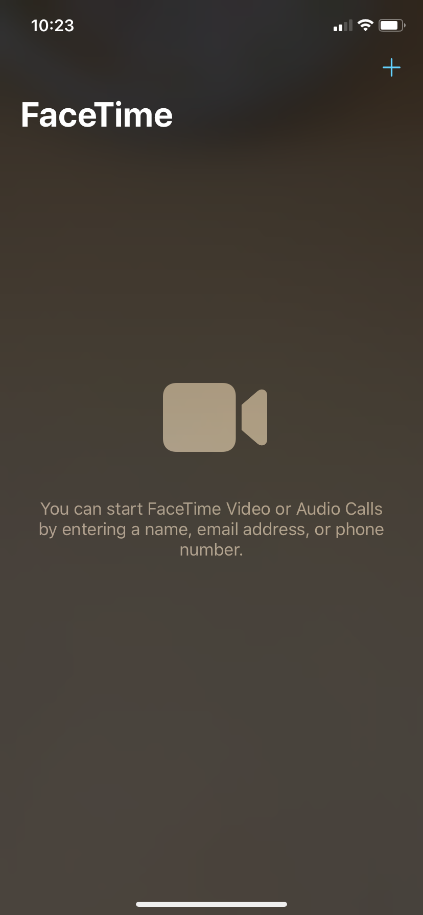 10:23
FaceTime
You can start FaceTime Video or Audio Calls
by entering a name, email address, or phone
number.